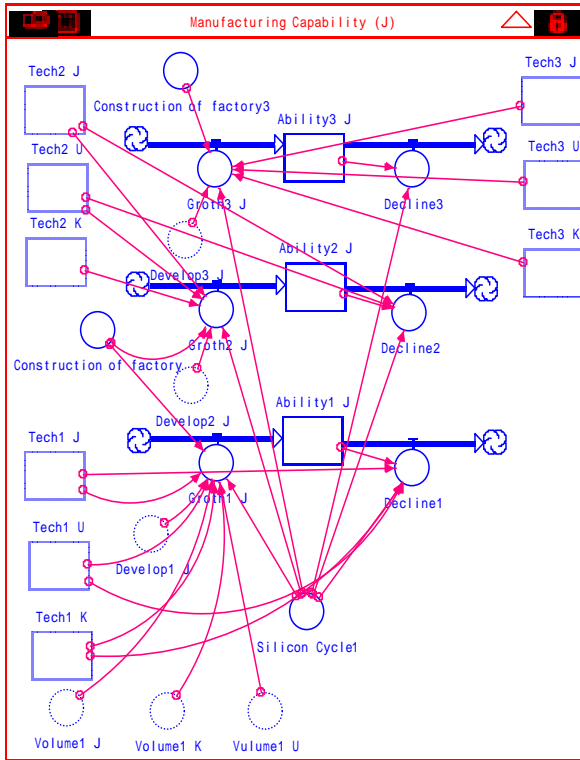 Manufacturing Capability (J)
Tech2 J
Tech3 J
Construction of factory3
Ability3 J
Tech2 U
Tech3 U
Groth3 J
Decline3
Tech2 K
Tech3 K
Ability2 J
Develop3 J
Groth2 J
Decline2
Construction of factory
Ability1 J
Develop2 J
Tech1 J
Groth1 J
Decline1
Tech1 U
Develop1 J
Tech1 K
Silicon Cycle1
Volume1 J
Volume1 K
Vulume1 U